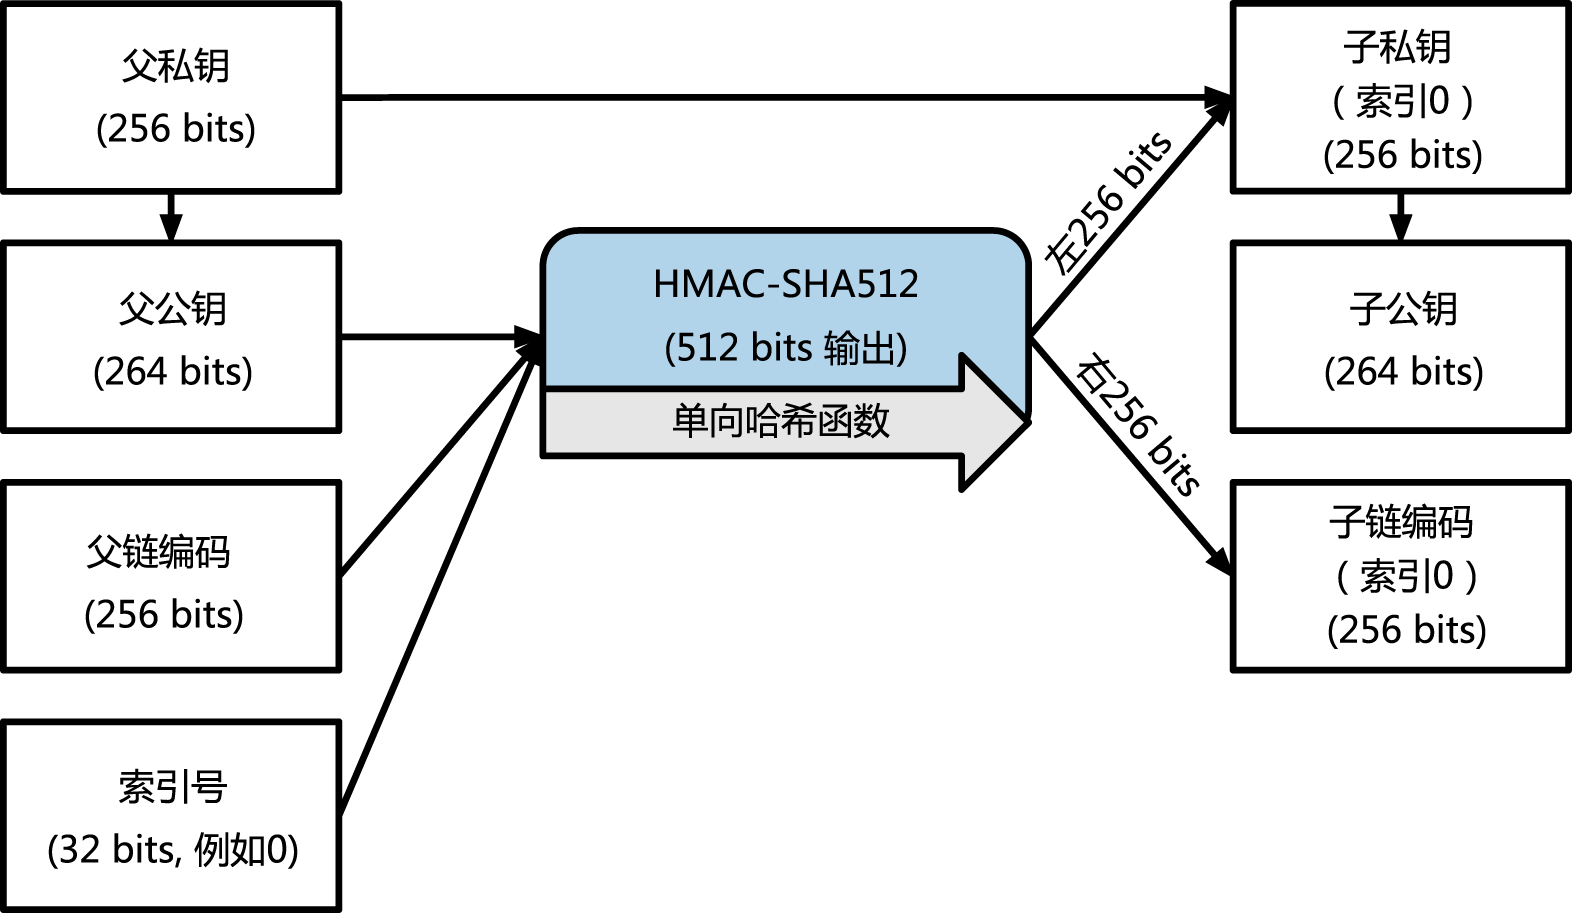 父私钥
(256 bits)
父公钥
(264 bits)
父链编码
(256 bits)
索引号
(32 bits, 例如0)
HMAC-SHA512
(512 bits 输出)
单向哈希函数
左256 bits
右256 bits
子私钥
（索引0）
(256 bits)
子公钥
(264 bits)
子链编码
（索引0）
(256 bits)